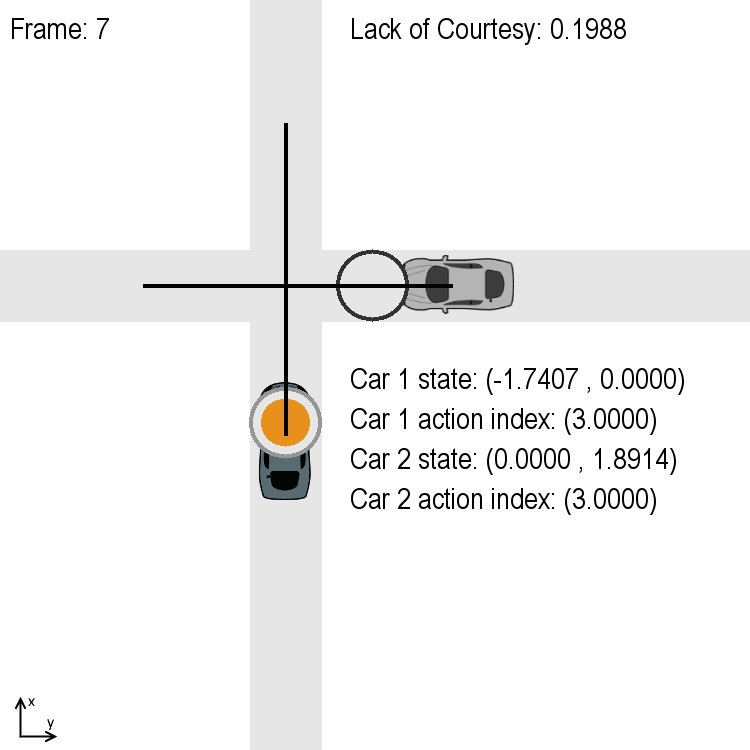 Frame: 7
Lack of Courtesy: 0.1988
Car 1 state: (-1.7407 , 0.0000)
Car 1 action index: (3.0000)
Car 2 state: (0.0000 , 1.8914)
Car 2 action index: (3.0000)
x
y